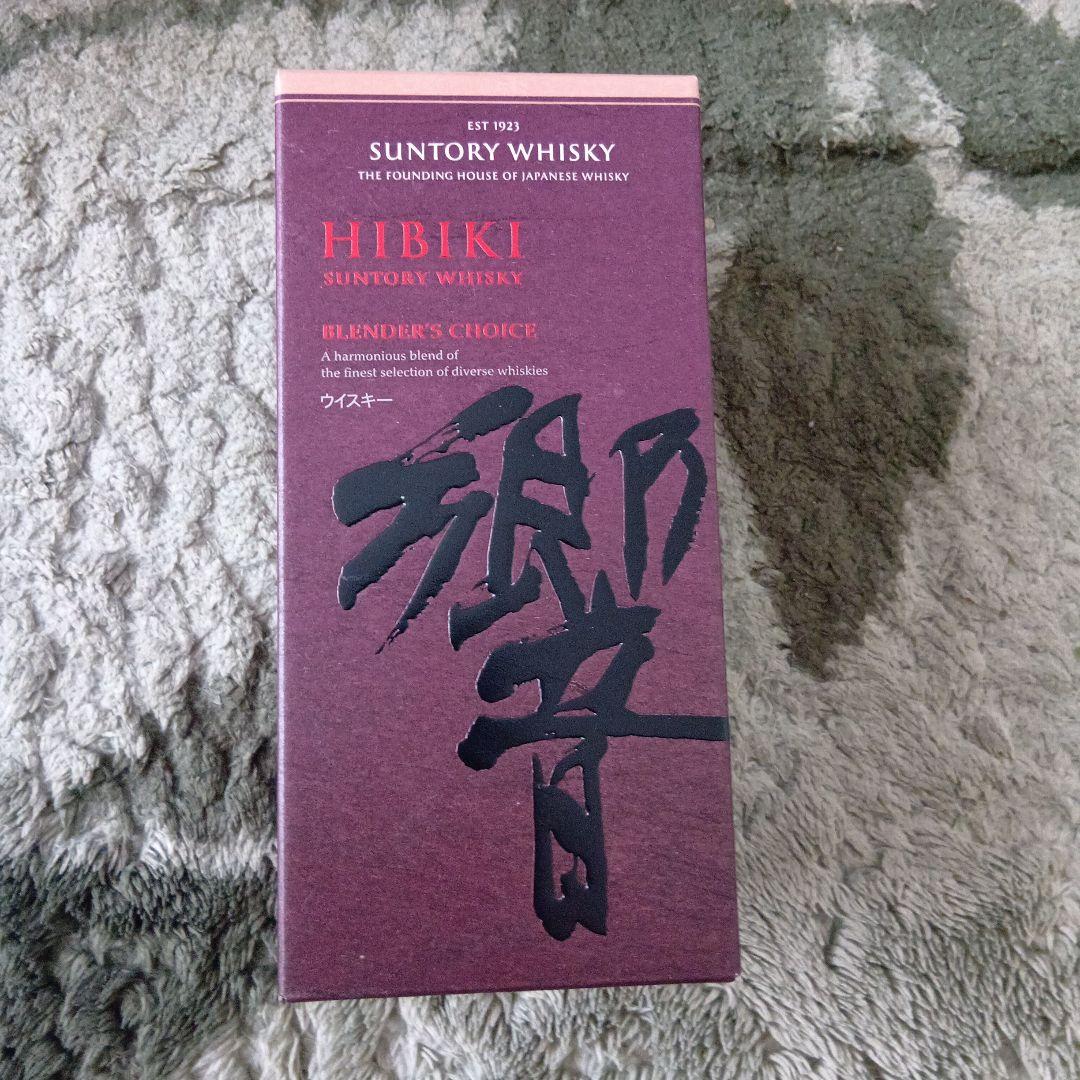 EST 1923
SUNTORY WHISKY
THE FOUNDING HOUSE OF JAPANESE WHISKY
HIBIKI
SUNTORY WHISKY
BLENDER'S CHOICE
A harmonious blend of
the finest selection of diverse whiskies
ウイスキー
響